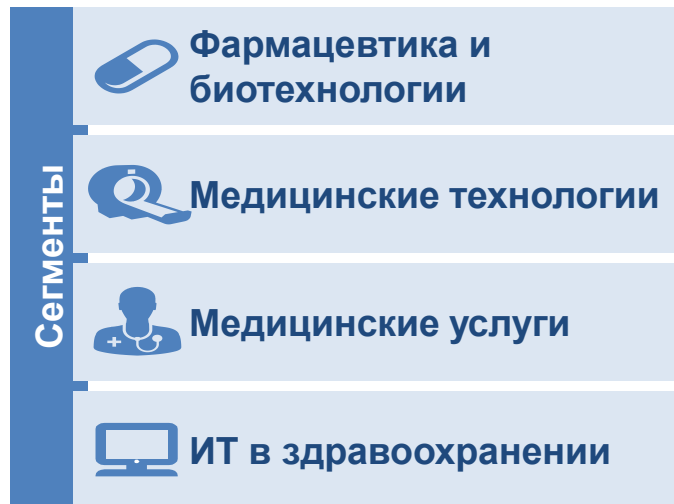 Сегменты
Фармацевтика и
биотехнологии
Медицинские технологии
Медицинские услуги
ИТ в здравоохранении